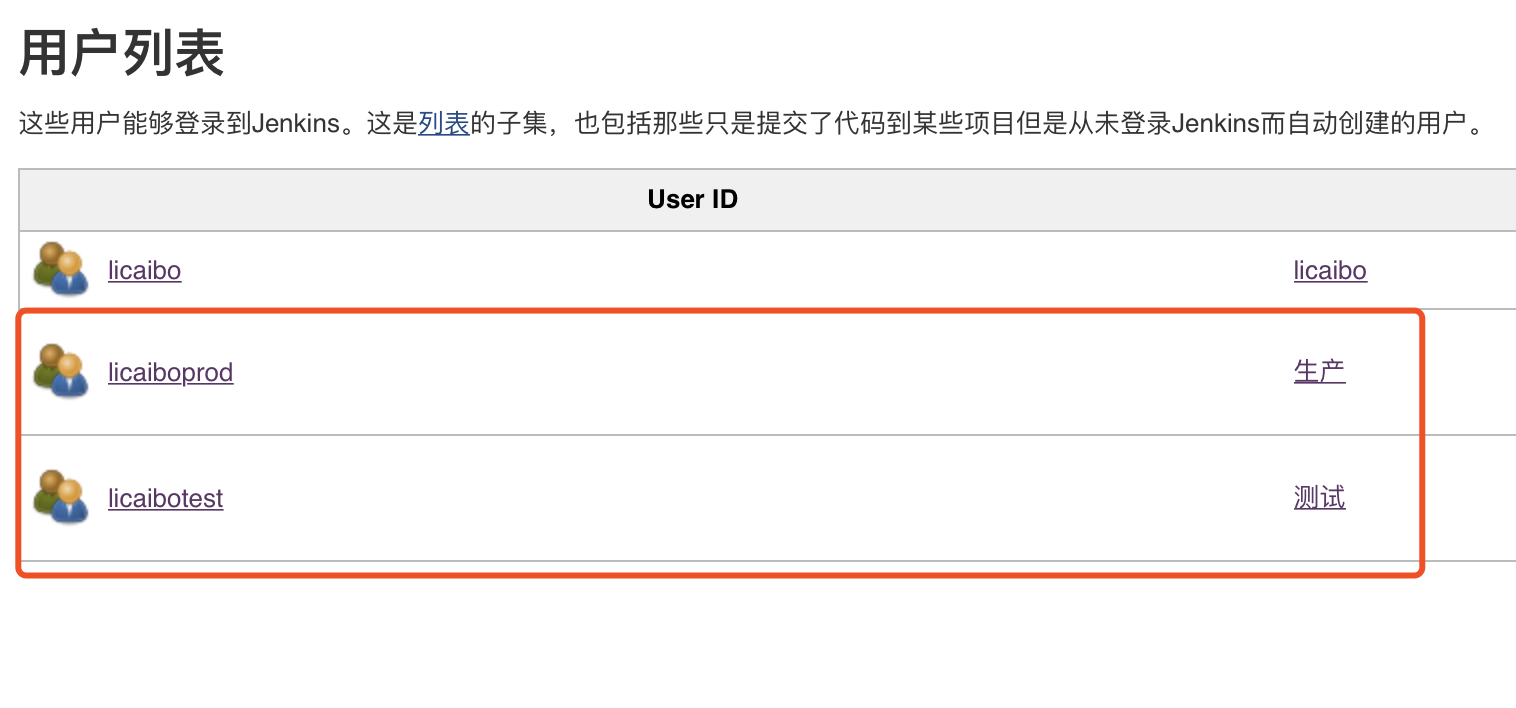 用户列表
这些用户能够登录到Jenkins。这是列表的子集，也包括那些只是提交了代码到某些项目但是从未登录Jenkins而自动创建的用户。
User ID
licaibo licaibo
licaiboprod 生产
licaibotest 测试